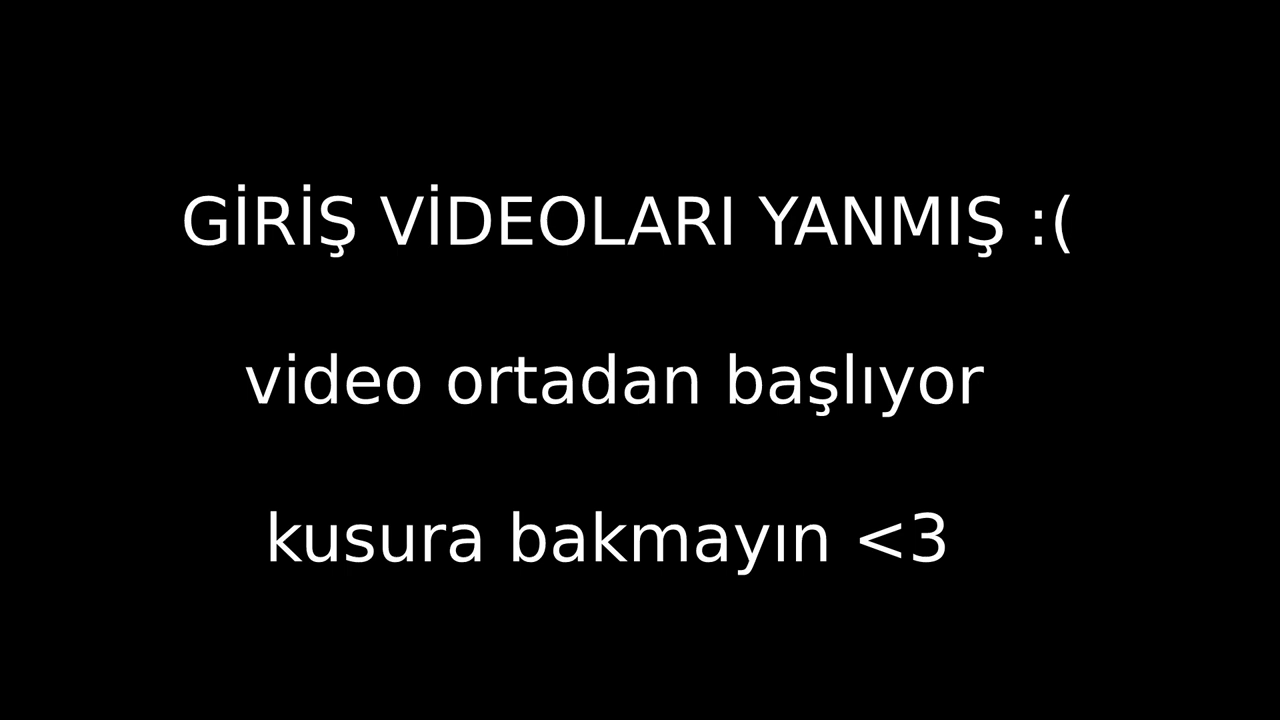 GİRİŞ VİDEOLARI YANMIŞ :(
video ortadan başlıyor
kusura bakmayın <3